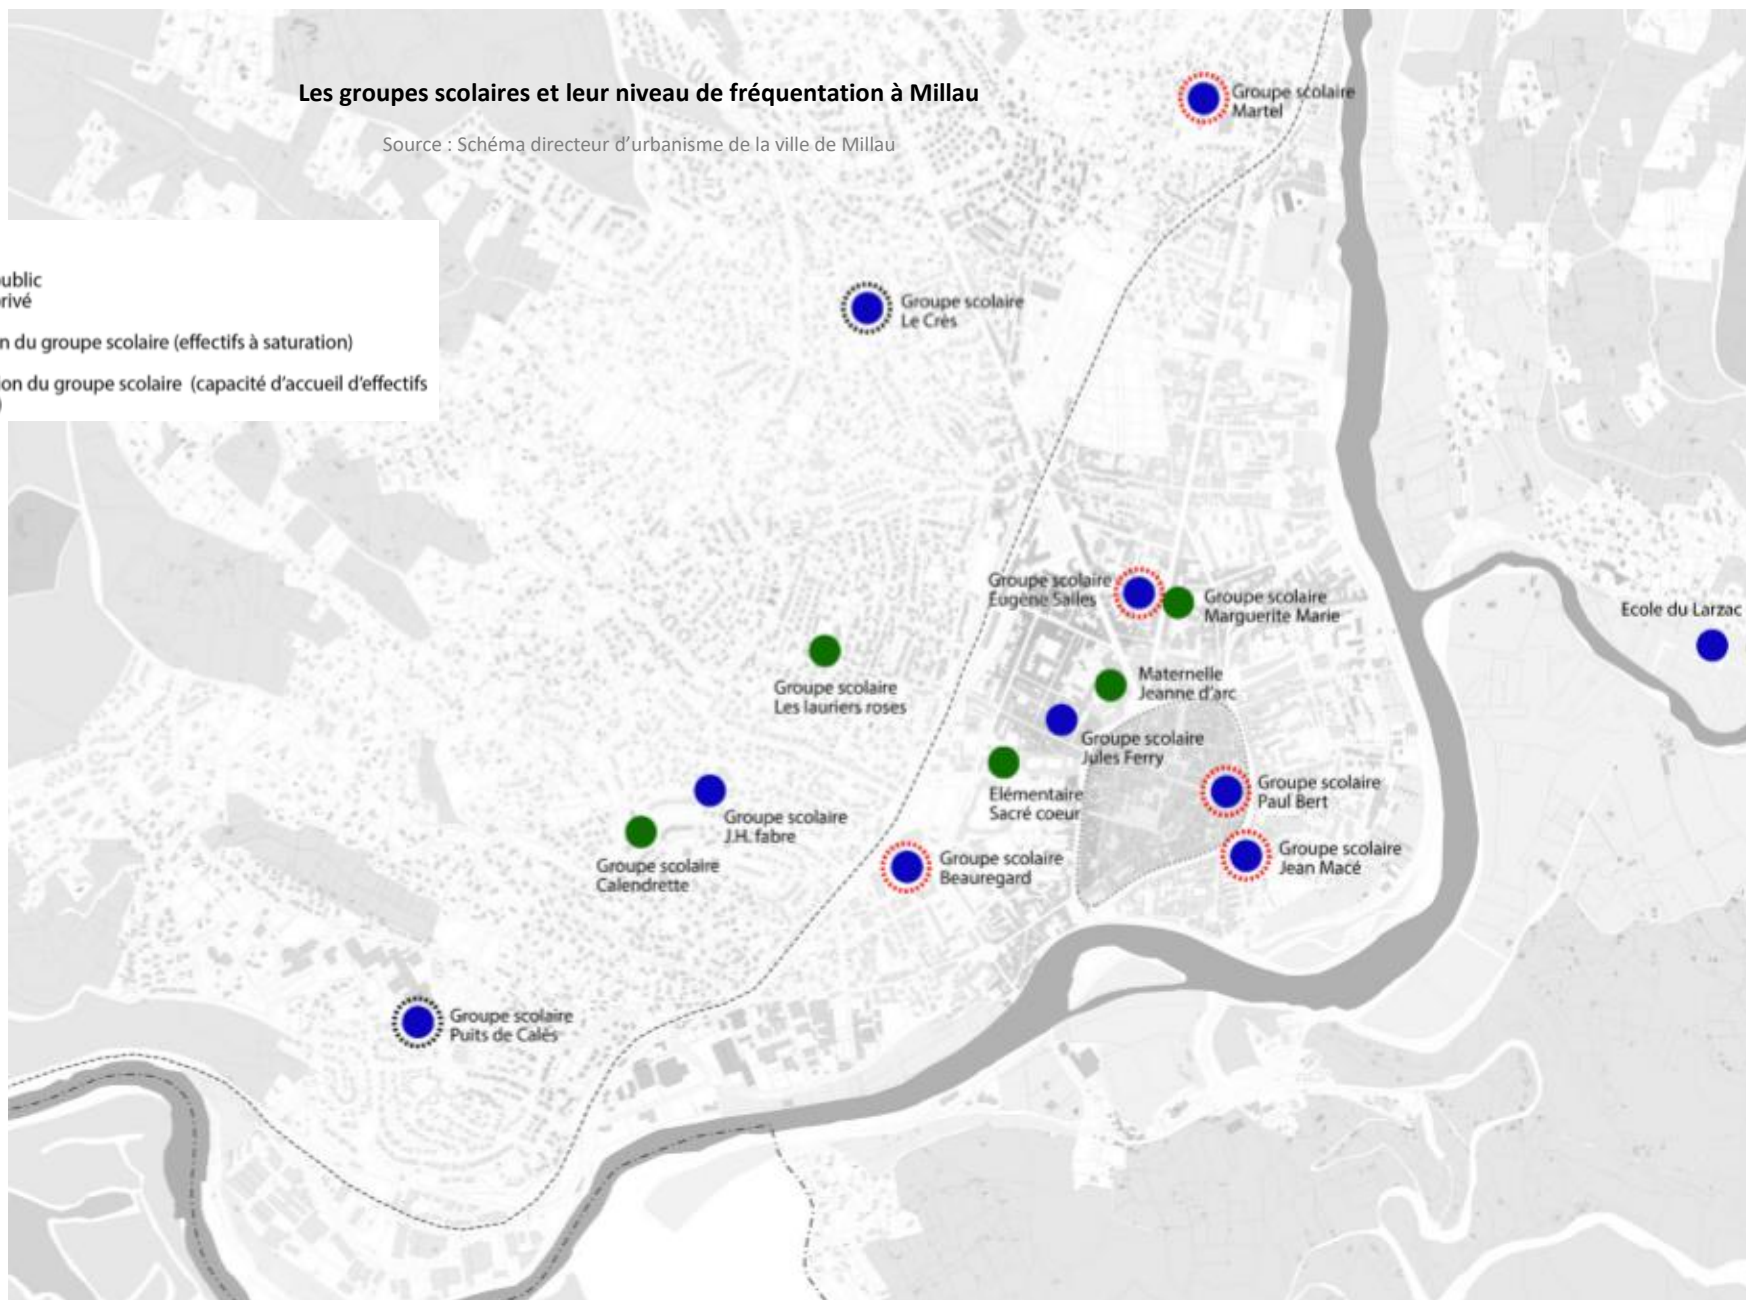 Les groupes scolaires et leur niveau de fréquentation à Millau
Source : Schéma directeur d'urbanisme de la ville de Millau
Groupe scolaire
Martel
ublic
rivé
n du groupe scolaire (effectifs à saturation)
ion du groupe scolaire (capacité d'accueil d'effectifs
)
Groupe scolaire
Le Crès
Groupe scolaire
Eugène Salles
Groupe scolaire
Marguerite Marie
Ecole du Larzac
Groupe scolaire
Les lauriers roses
Maternelle
Jeanne d'arc
Groupe scolaire
Jules Ferry
Elémentaire
Sacré coeur
Groupe scolaire
Paul Bert
Groupe scolaire
J.H. fabre
Groupe scolaire
Calendrette
Groupe scolaire
Beauregard
Groupe scolaire
Jean Macé
Groupe scolaire
Puits de Calès